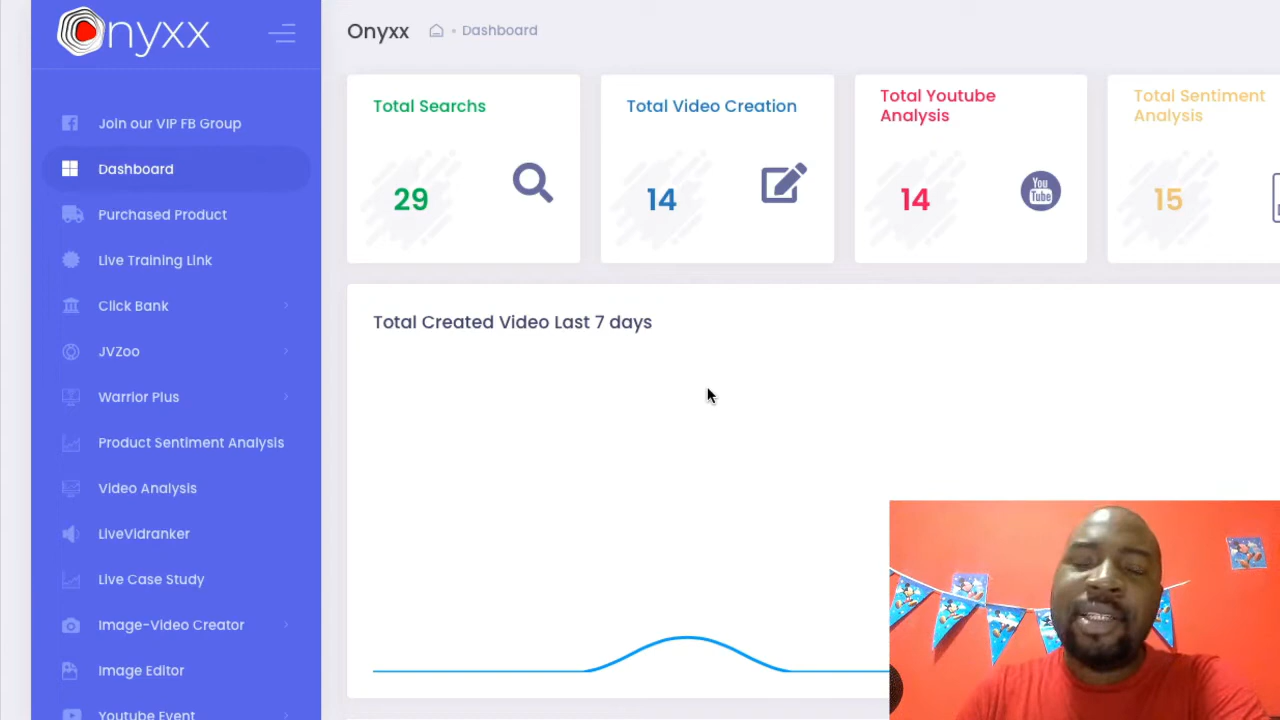 Onyxx
Join our VIP FB Group
Dashboard
Purchased Product
Live Training Link
Click Bank
JVZoo
Warrior Plus
Product Sentiment Analysis
Video Analysis
LiveVidranker
Live Case Study
Image-Video Creator
Image Editor
Youtube Event
Onyxx
Dashboard
Total Searchs
29
Total Video Creation
14
Total Youtube
Analysis
14
You
Tube
Total Sentiment
Analysis
15
Total Created Video Last 7 days